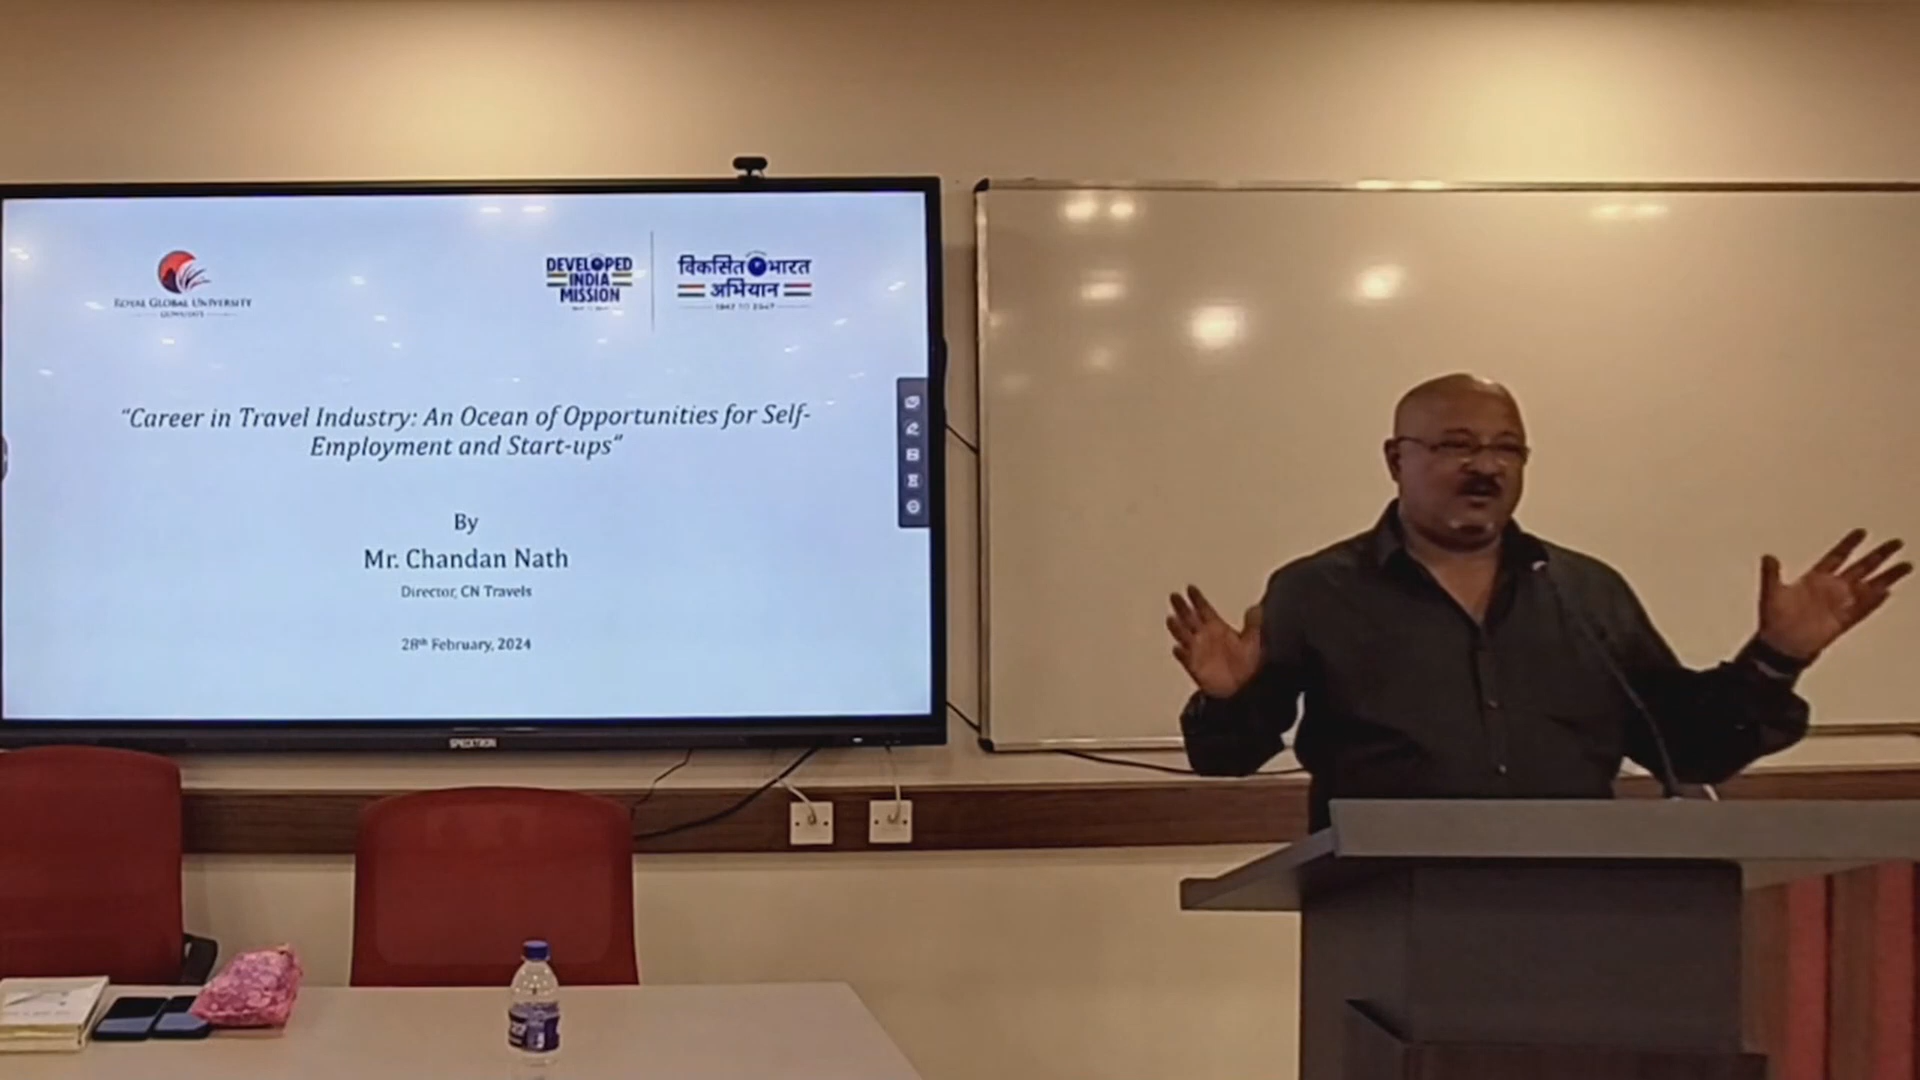 ROYAL GLOBAL UNIVERSITY
GUWAHATI
DEVELOPED
INDIA
MISSION
विकसित भारत
अभियान
1947 TO 2047
“Career in Travel Industry: An Ocean of Opportunities for Self-
Employment and Start-ups”
By
Mr. Chandan Nath
Director, CN Travels
28th February, 2024